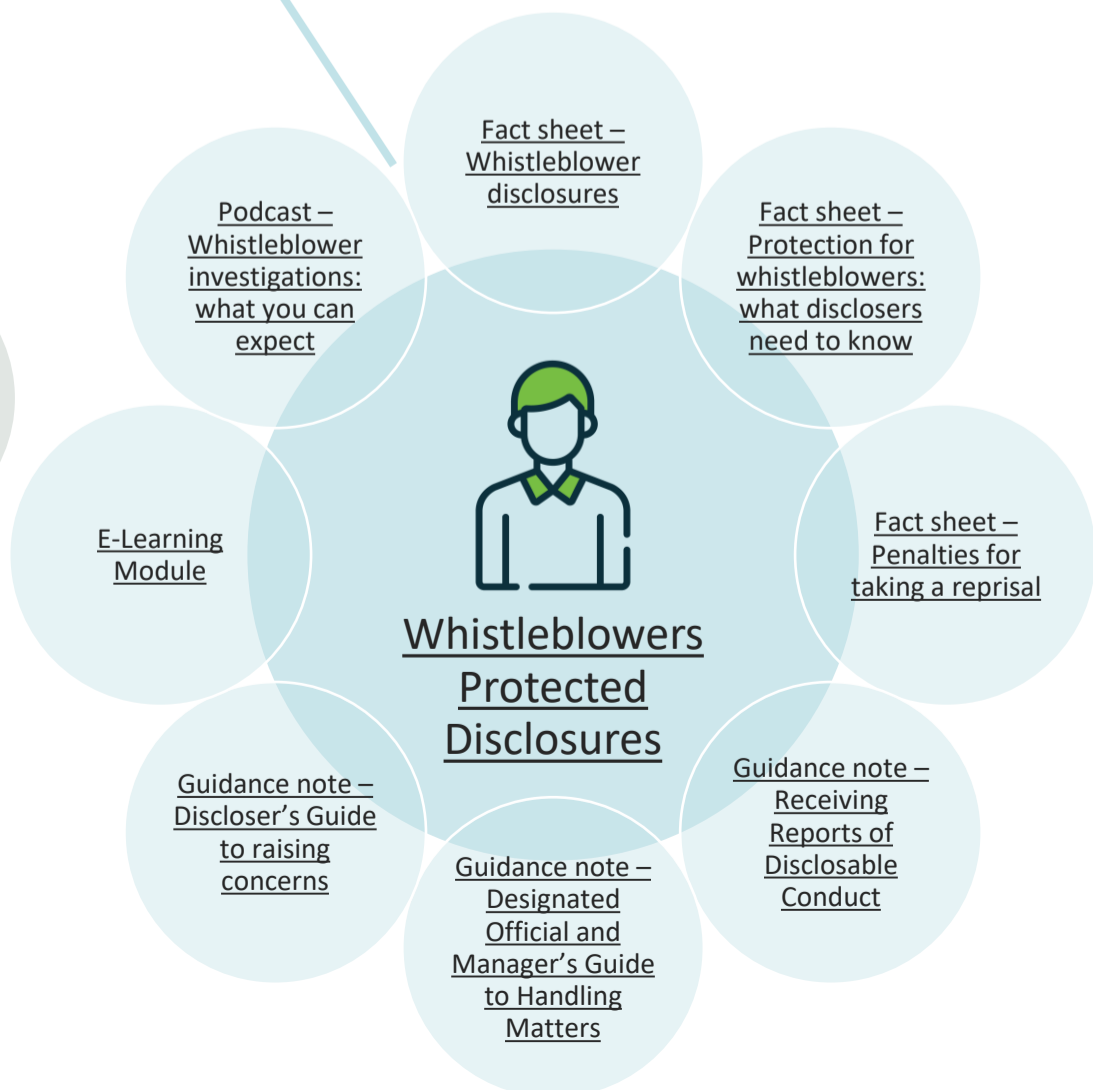 Fact sheet –
Whistleblower
disclosures
Fact sheet –
Protection for
whistleblowers:
what disclosers
need to know
Fact sheet –
Penalties for
taking a reprisal
Guidance note –
Receiving
Reports of
Disclosable
Conduct
Guidance note –
Designated
Official and
Manager’s Guide
to Handling
Matters
Guidance note –
Discloser’s Guide
to raising
concerns
E-Learning
Module
Podcast –
Whistleblower
investigations:
what you can
expect
Whistleblowers
Protected
Disclosures